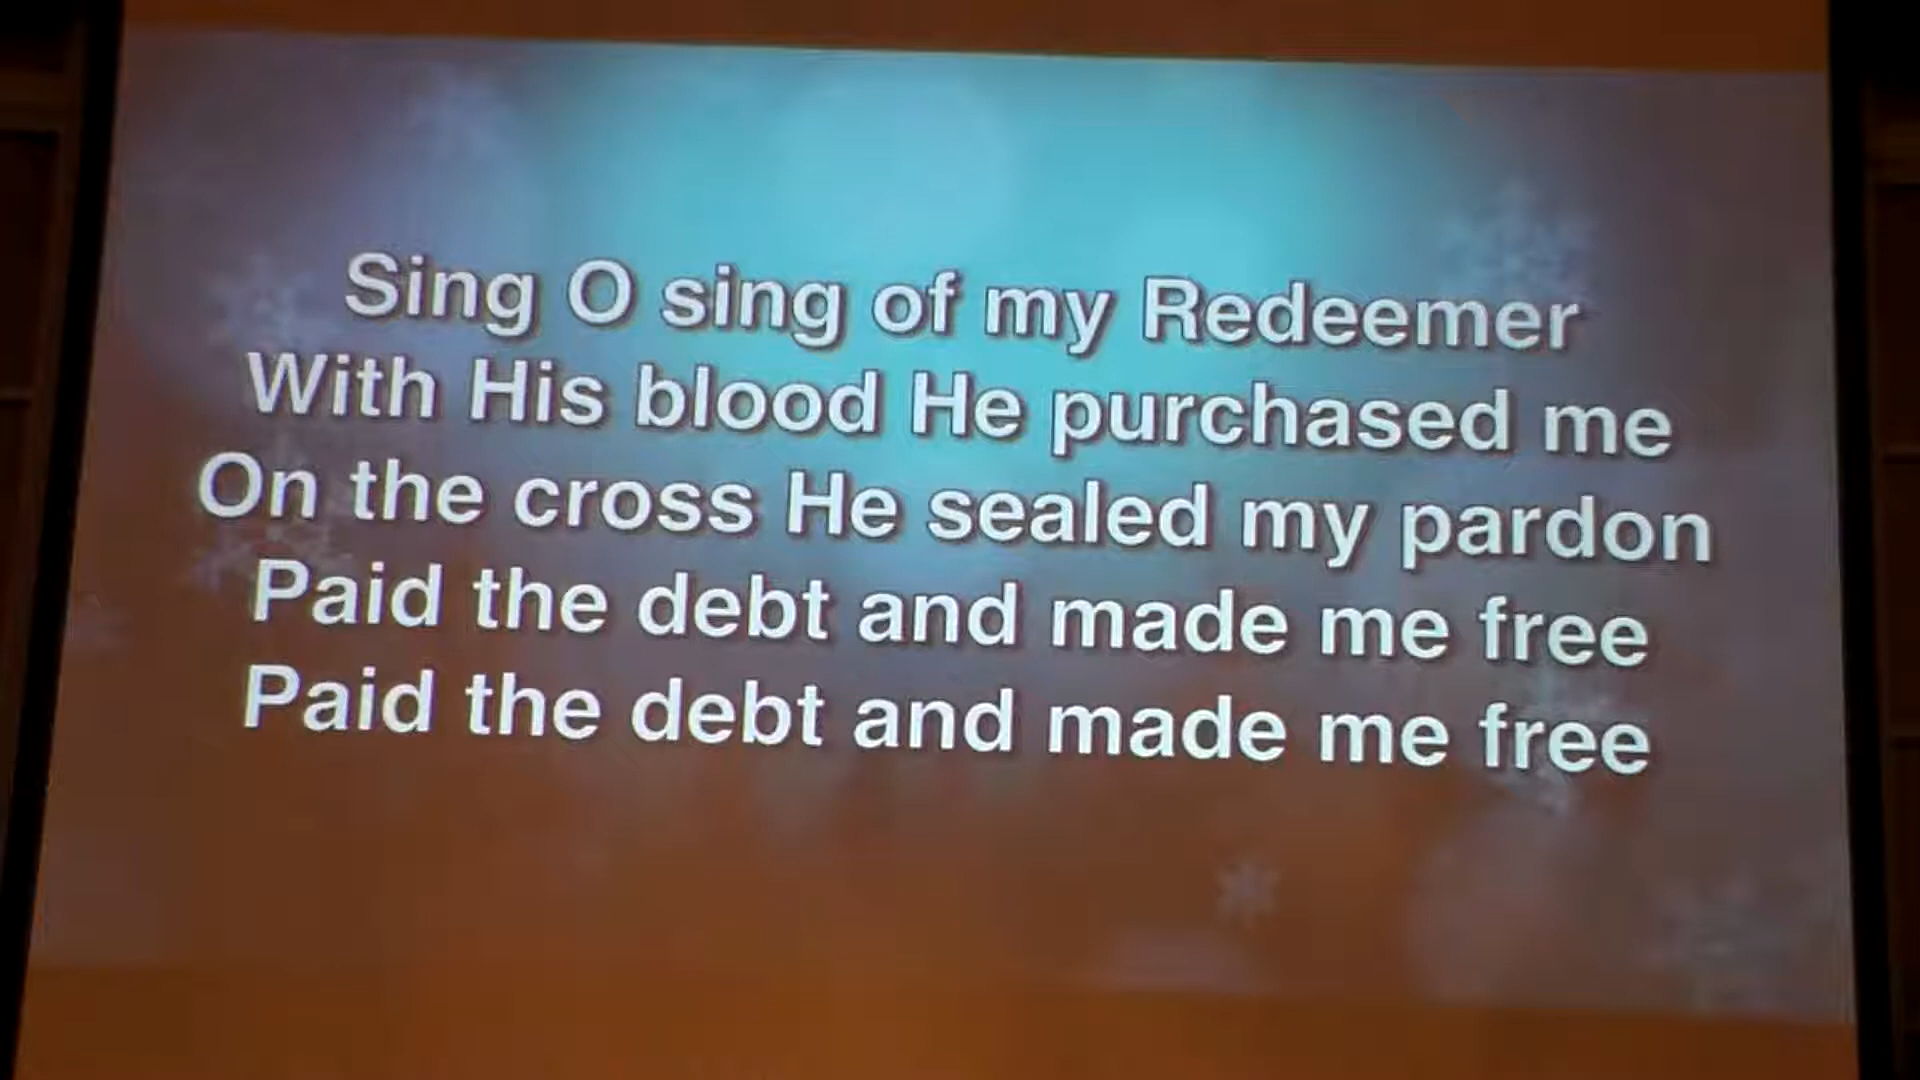 Sing O sing of my Redeemer
With His blood He purchased me
On the cross He sealed my pardon
Paid the debt and made me free
Paid the debt and made me free